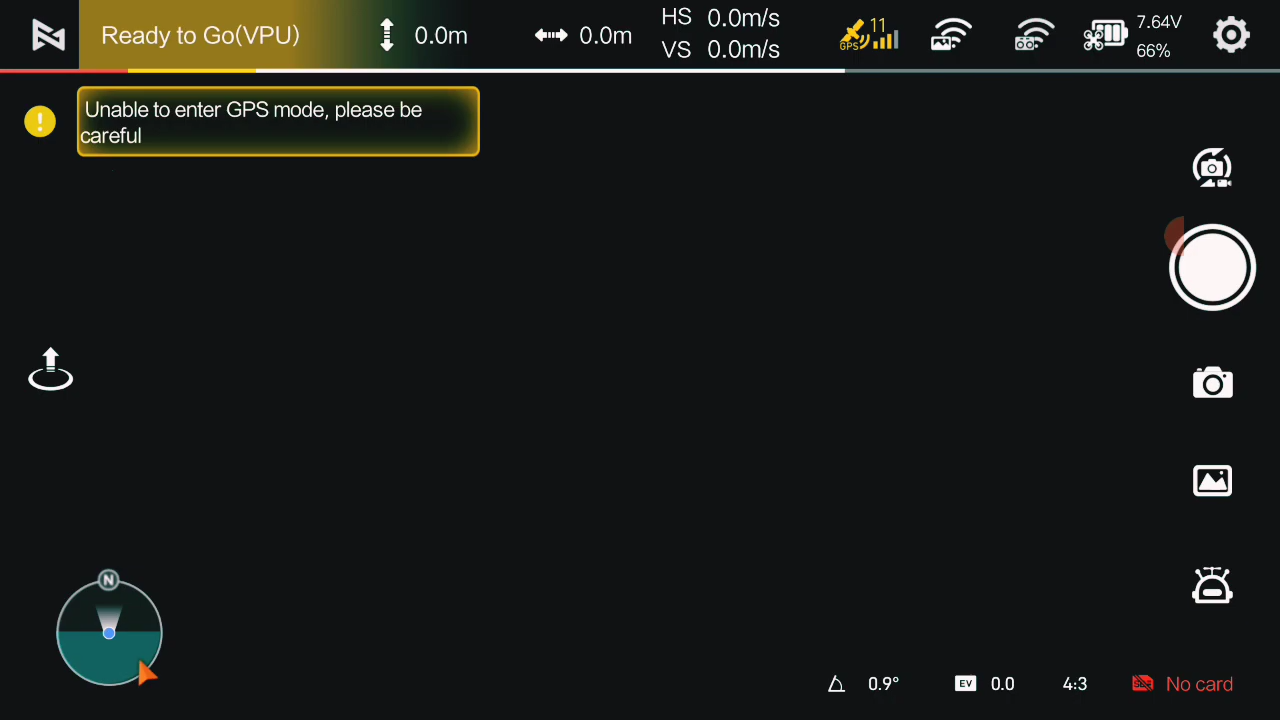 Ready to Go(VPU)
0.0m
0.0m
HS 0.0m/s
VS 0.0m/s
GPS
11
7.64V
66%
Unable to enter GPS mode, please be
careful
N
0.9°
EV 0.0
4:3
No card